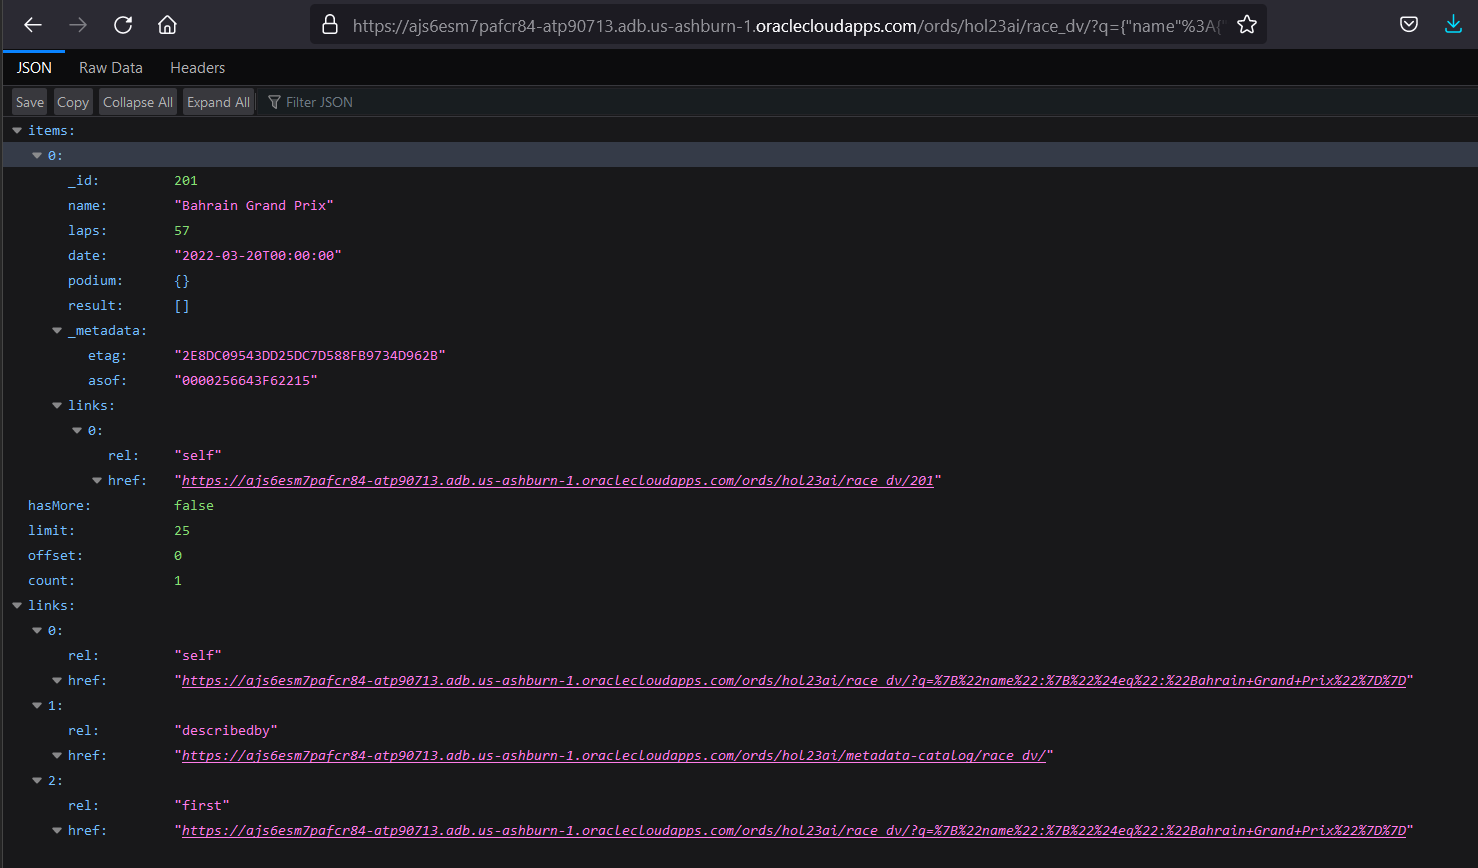 https://ajs6esm7pafcr84-atp90713.adb.us-ashburn-1.oraclecloudapps.com/ords/hol23ai/race_dv/?q={"name"%3A{"
JSON Raw Data Headers
Save Copy Collapse All Expand All Filter JSON
items:
0:
_id: 201
name: "Bahrain Grand Prix"
laps: 57
date: "2022-03-20T00:00:00"
podium: {}
result: []
_metadata:
etag: "2E8DC09543DD25DC7D588FB9734D962B"
asof: "0000256643F62215"
links:
0:
rel: "self"
href: "https://ajs6esm7pafcr84-atp90713.adb.us-ashburn-1.oraclecloudapps.com/ords/hol23ai/race_dv/201"
hasMore: false
limit: 25
offset: 0
count: 1
links:
0:
rel: "self"
href: "https://ajs6esm7pafcr84-atp90713.adb.us-ashburn-1.oraclecloudapps.com/ords/hol23ai/race_dv/?q=%7B%22name%22:%7B%22%24eq%22:%22Bahrain+Grand+Prix%22%7D%7D"
1:
rel: "describedby"
href: "https://ajs6esm7pafcr84-atp90713.adb.us-ashburn-1.oraclecloudapps.com/ords/hol23ai/metadata-catalog/race_dv/"
2:
rel: "first"
href: "https://ajs6esm7pafcr84-atp90713.adb.us-ashburn-1.oraclecloudapps.com/ords/hol23ai/race_dv/?q=%7B%22name%22:%7B%22%24eq%22:%22Bahrain+Grand+Prix%22%7D%7D"